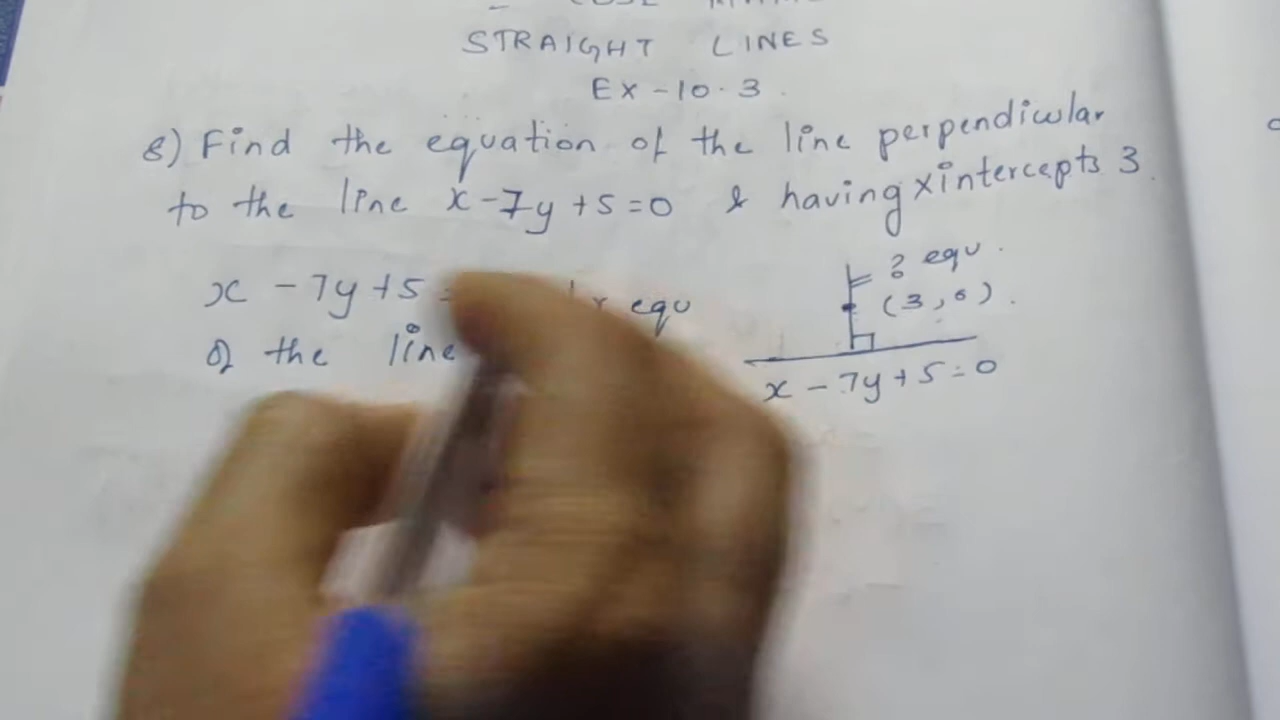 STRAIGHT LINES
EX-10.3
8) Find the equation of the line perpendicular
to the line x-7y+5=0 & having x intercepts 3.
x-7y+5 equ
of the line
? equ.
(3,0).
x-7y+5=0